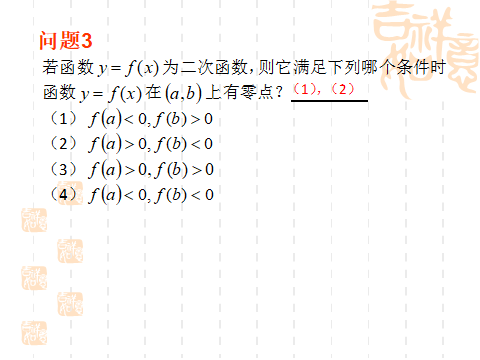 问题3
若函数 y = f(x) 为二次函数,则它满足下列哪个条件时
函数 y = f(x) 在 (a,b) 上有零点? (1),(2)
(1) f(a)< 0, f(b) > 0
(2) f(a)> 0, f(b) < 0
(3) f(a)> 0, f(b) > 0
(4) f(a)< 0, f(b) < 0